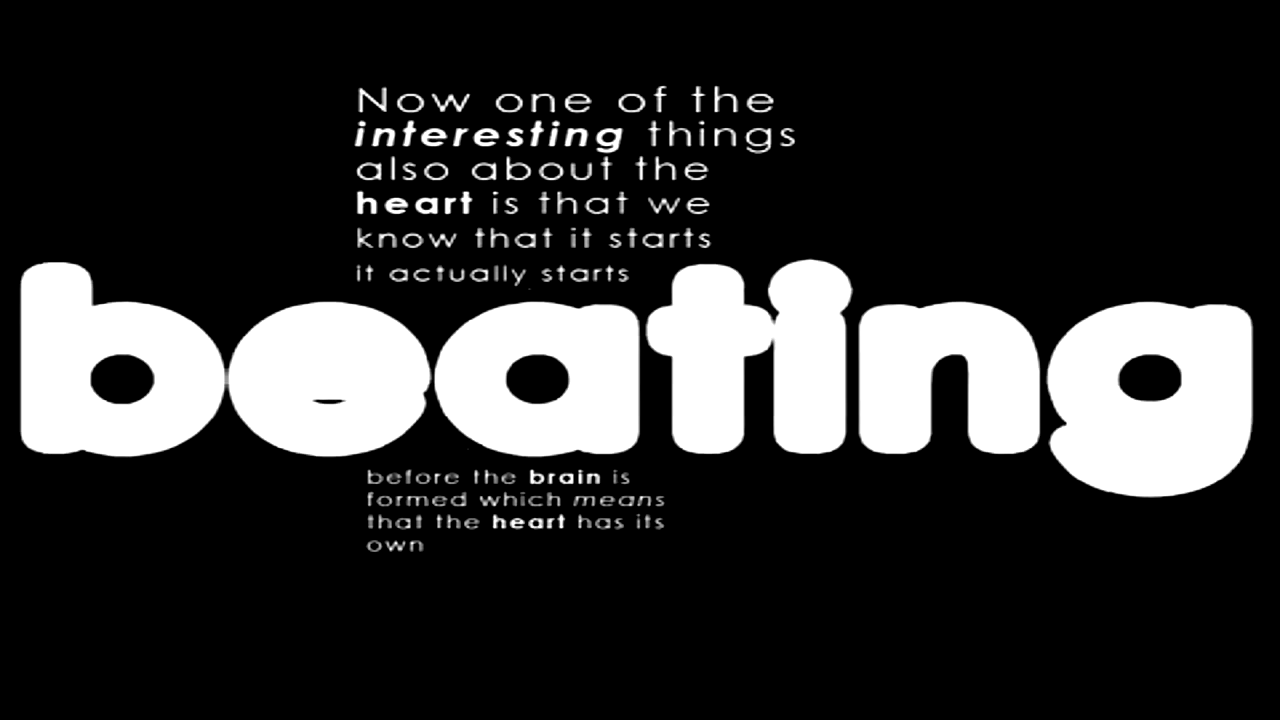 Now one of the
interesting things
also about the
heart is that we
know that it starts
it actually starts
beating
before the brain is
formed which means
that the heart has its
own